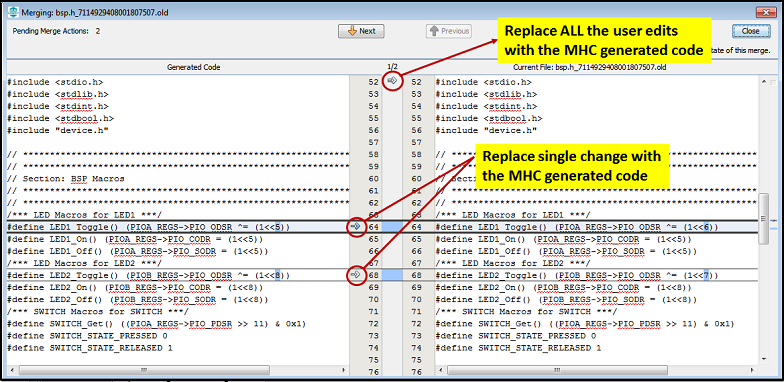 Merging: bsp.h_7114929408001807507.old
Pending Merge Actions: 2
Next
Previous
Close
Replace ALL the user edits
with the MHC generated code
state of this merge.
Generated Code
1/2
Current File: bsp.h_7114929408001807507.old
#include <stdio.h> 52 52 #include <stdio.h>
#include <stdlib.h> 53 53 #include <stdlib.h>
#include <stdint.h> 54 54 #include <stdint.h>
#include <stdbool.h> 55 55 #include <stdbool.h>
#include "device.h" 56 56 #include "device.h"
57 57
// ***************************************************** 58 58 // ***
// ***************************************************** 59 59 // ***
// Section: BSP Macros 60
// ***************************************************** 61 // ***
// ***************************************************** 62 // ***
Replace single change with
the MHC generated code
/*** LED Macros for LED1 ***/ 63 /*** LED Macros for LED1 ***/
#define LED1_Toggle() (PIOA_REGS->PIO_ODSR ^= (1<<5)) 64 64 #define LED1_Toggle() (PIOA_REGS->PIO_ODSR ^= (1<<6))
#define LED1_On() (PIOA_REGS->PIO_CODR = (1<<5)) 65 65 #define LED1_On() (PIOA_REGS->PIO_CODR = (1<<5))
#define LED1_Off() (PIOA_REGS->PIO_SODR = (1<<5)) 66 66 #define LED1_Off() (PIOA_REGS->PIO_SODR = (1<<5))
/*** LED Macros for LED2 ***/ 67 /*** LED Macros for LED2 ***/
#define LED2_Toggle() (PIOB_REGS->PIO_ODSR ^= (1<<8)) 68 68 #define LED2_Toggle() (PIOB_REGS->PIO_ODSR ^= (1<<7))
#define LED2_On() (PIOB_REGS->PIO_CODR = (1<<8)) 69 69 #define LED2_On() (PIOB_REGS->PIO_CODR = (1<<8))
#define LED2_Off() (PIOB_REGS->PIO_SODR = (1<<8)) 70 70 #define LED2_Off() (PIOB_REGS->PIO_SODR = (1<<8))
/*** SWITCH Macros for SWITCH ***/ 71 71 /*** SWITCH Macros for SWITCH ***/
#define SWITCH_Get() ((PIOA_REGS->PIO_PDSR >> 11) & 0x1) 72 72 #define SWITCH_Get() ((PIOA_REGS->PIO_PDSR >> 11) & 0x1)
#define SWITCH_STATE_PRESSED 0 73 73 #define SWITCH_STATE_PRESSED 0
#define SWITCH_STATE_RELEASED 1 74 74 #define SWITCH_STATE_RELEASED 1
75 75
76 76